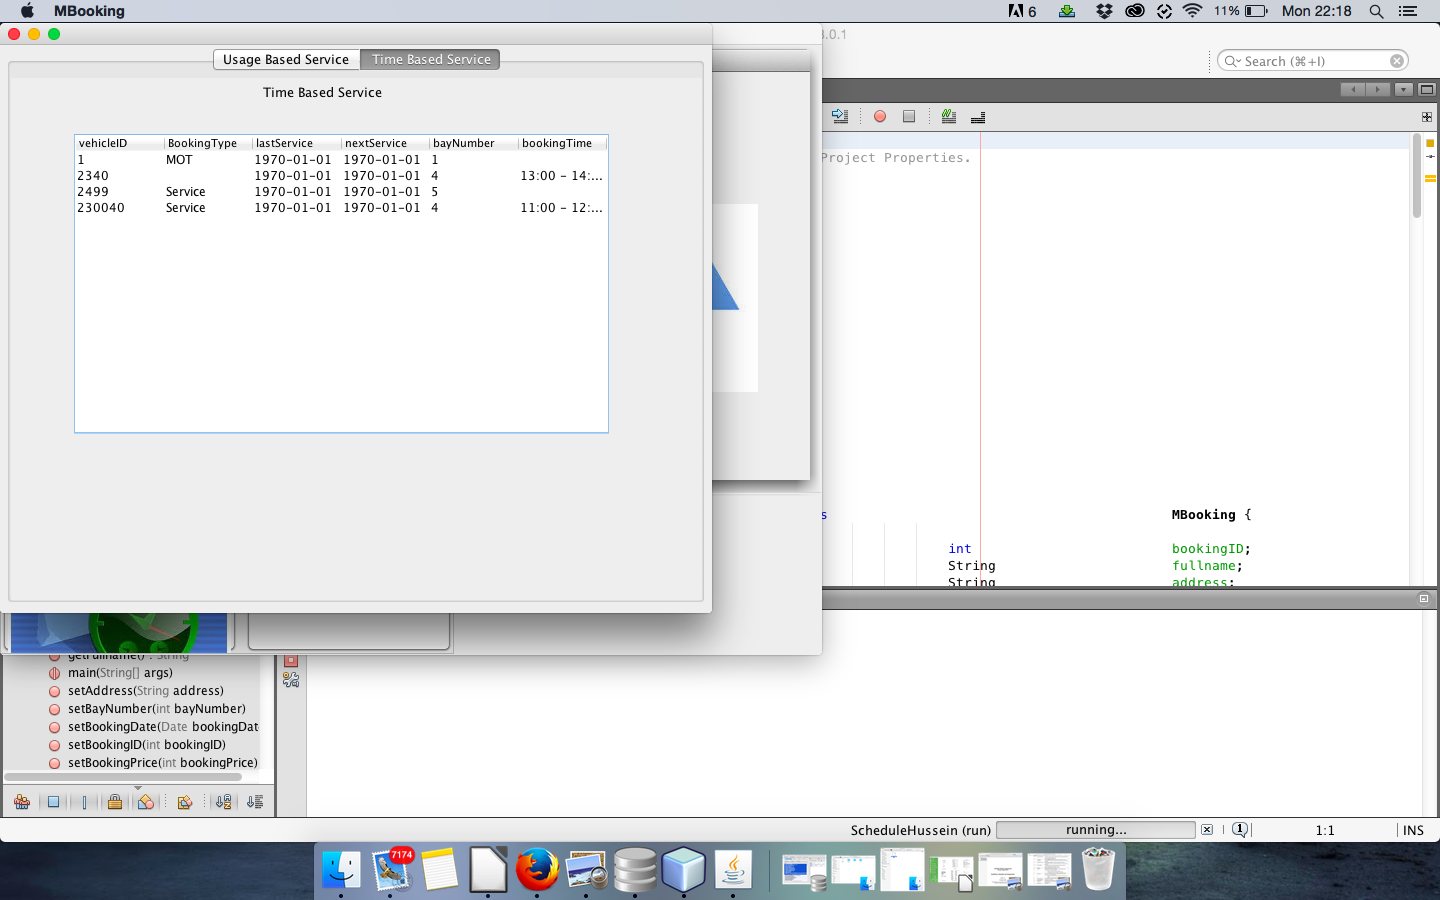 MBooking
6
11%
Mon 22:18
3.0.1
Search (⌘+I)
Usage Based Service
Time Based Service
Time Based Service
vehicleID BookingType lastService nextService bayNumber bookingTime
1 MOT 1970-01-01 1970-01-01 1
2340 1970-01-01 1970-01-01 4 13:00 - 14:...
2499 Service 1970-01-01 1970-01-01 5
230040 Service 1970-01-01 1970-01-01 4 11:00 - 12:...
Project Properties.
s MBooking {
int bookingID;
String fullname;
String address;
getFullname() : String
main(String[] args)
setAddress(String address)
setBayNumber(int bayNumber)
setBookingDate(Date bookingDat
setBookingID(int bookingID)
setBookingPrice(int bookingPrice)
ScheduleHussein (run)
running...
1
1:1
INS
7174